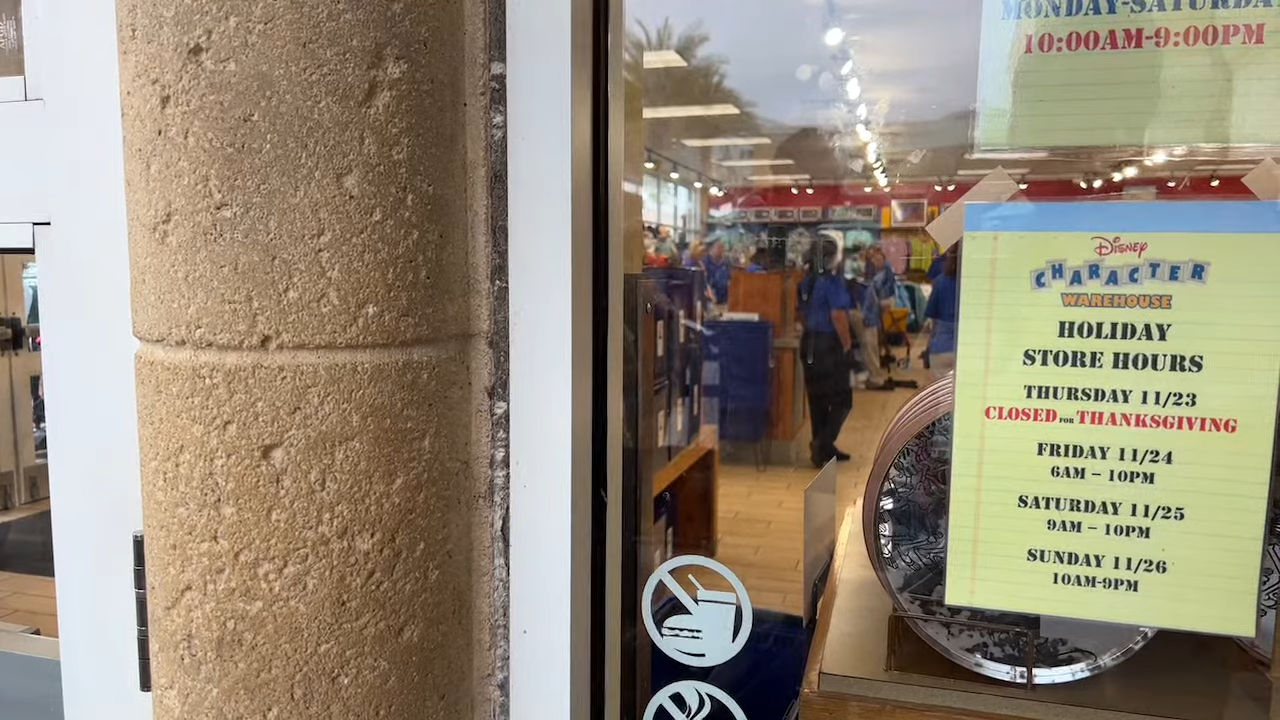 MONDAY-SATURDAY
10:00AM-9:00PM
DISNEY
CHARACTER
WAREHOUSE
HOLIDAY
STORE HOURS
THURSDAY 11/23
CLOSED FOR THANKSGIVING
FRIDAY 11/24
6AM – 10PM
SATURDAY 11/25
9AM – 10PM
SUNDAY 11/26
10AM-9PM